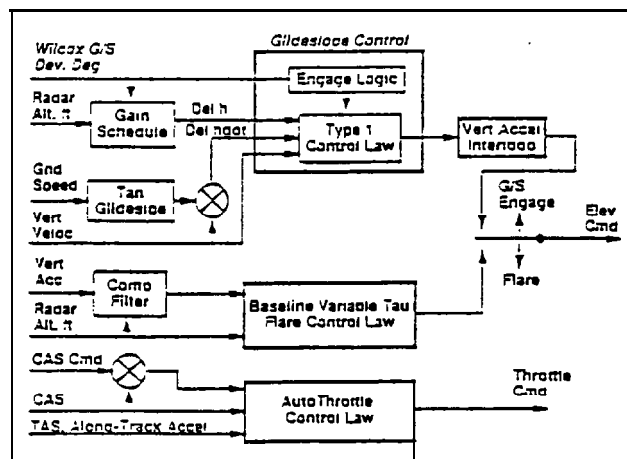 Wilcox G/S
Dev. Deg
Glideslope Control
Engage Logic
Radar
Alt. ft
Gain
Schedule
Del h
Del hdot
Type 1
Control Law
Vert Accel
Gnd
Speed
Tan
Vert
Veloc
G/S
Engage
Elev
Cmd
Flare
Vert
Acc
Comp
Filter
Radar
Alt. ft
Baseline Variable Tau
Flare Control Law
CAS Cmd
CAS
TAS, Along-Track Accel
AutoThrottle
Control Law
Throttle
Cmd